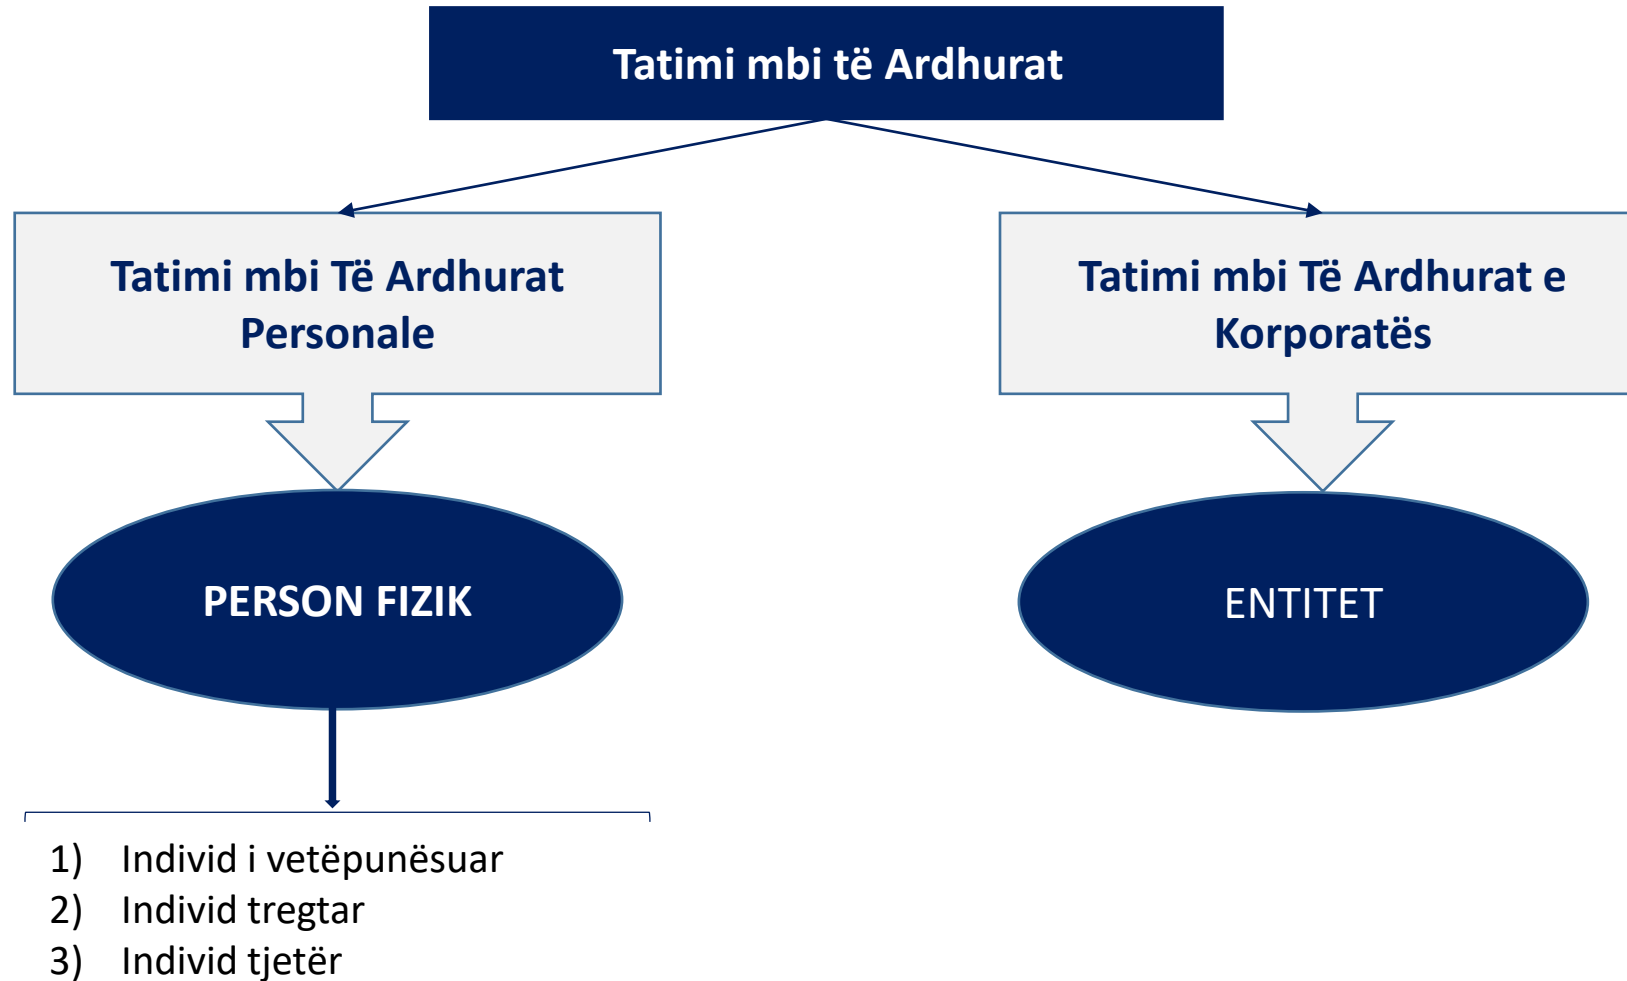 Tatimi mbi të Ardhurat
Tatimi mbi Të Ardhurat
Personale
Tatimi mbi Të Ardhurat e
Korporatës
PERSON FIZIK
ENTITET
1) Individ i vetëpunësuar
2) Individ tregtar
3) Individ tjetër